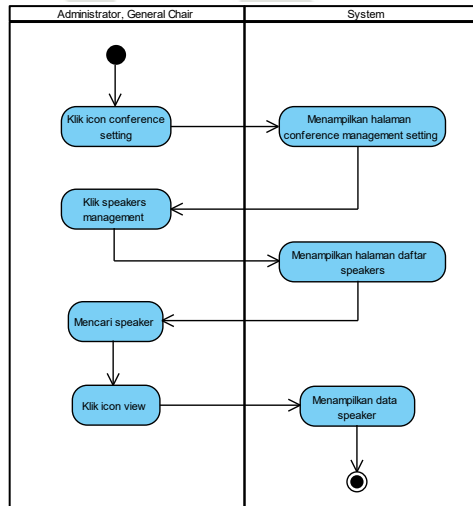 Administrator, General Chair
System
Klik icon conference
setting
Menampilkan halaman
conference management setting
Klik speakers
management
Menampilkan halaman daftar
speakers
Mencari speaker
Klik icon view
Menampilkan data
speaker